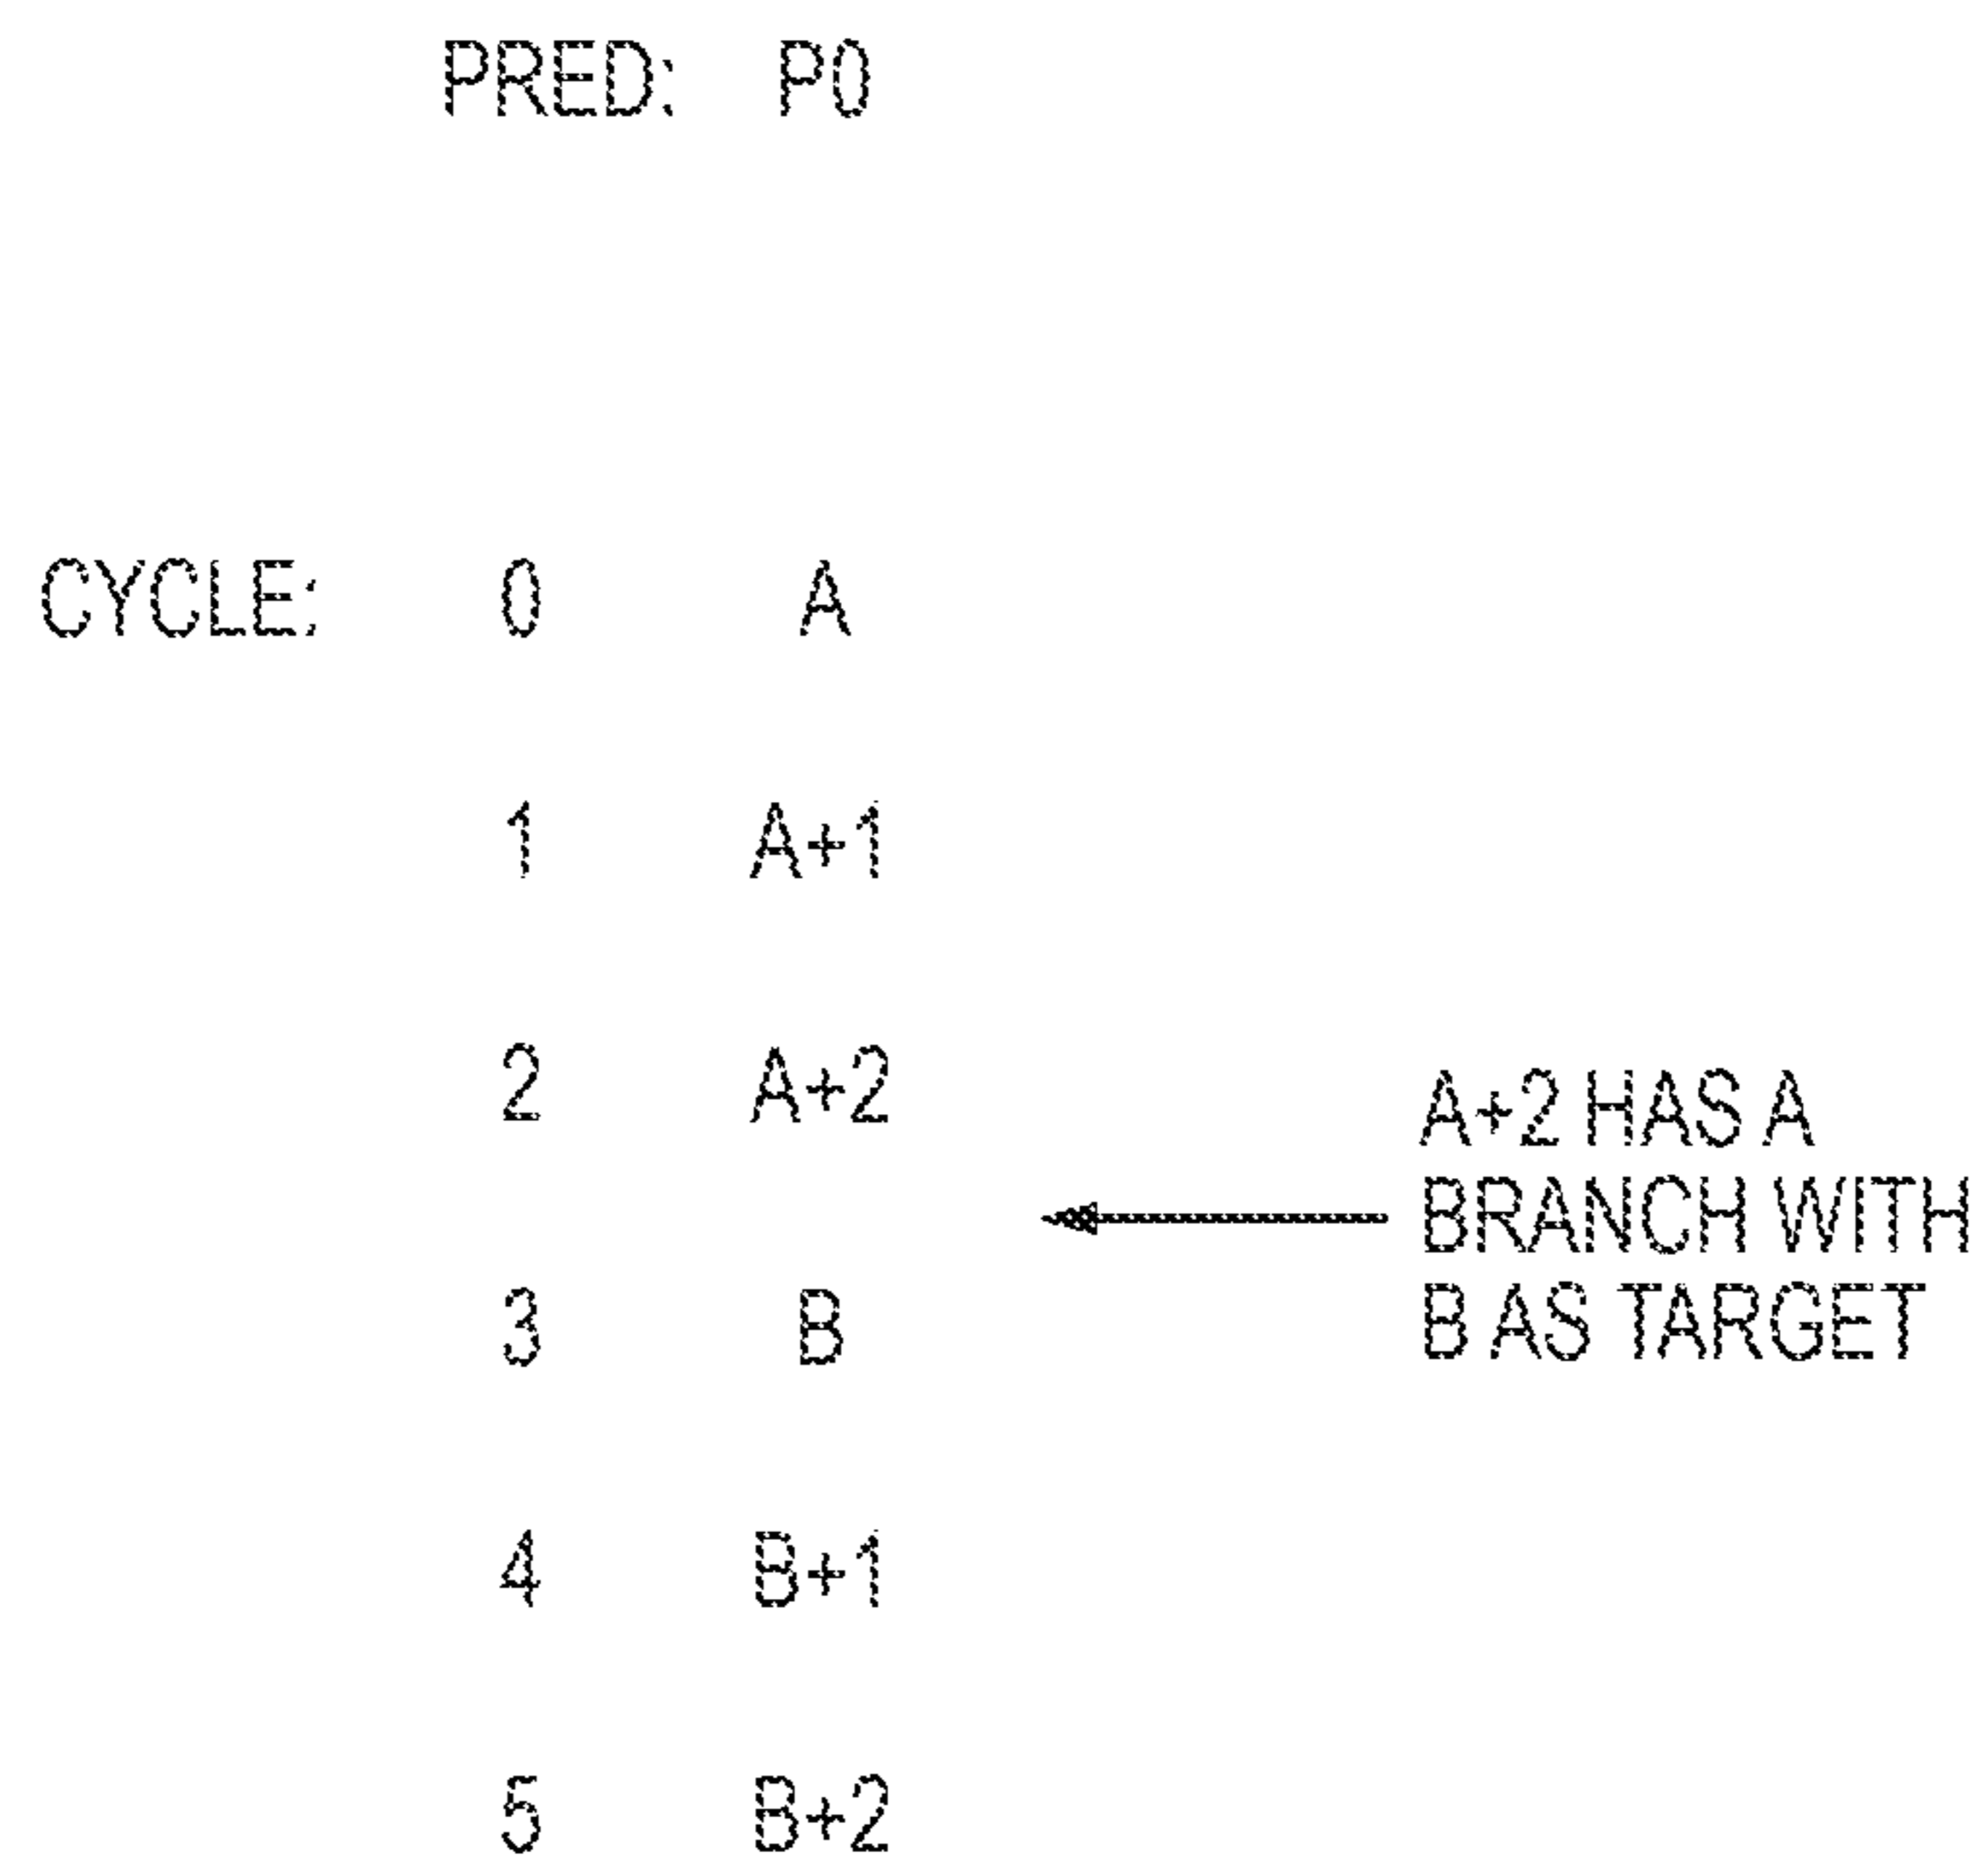 PRED: P0
CYCLE: 0 A
1 A+1
2 A+2
A+2 HAS A
BRANCH WITH
B AS TARGET
3 B
4 B+1
5 B+2